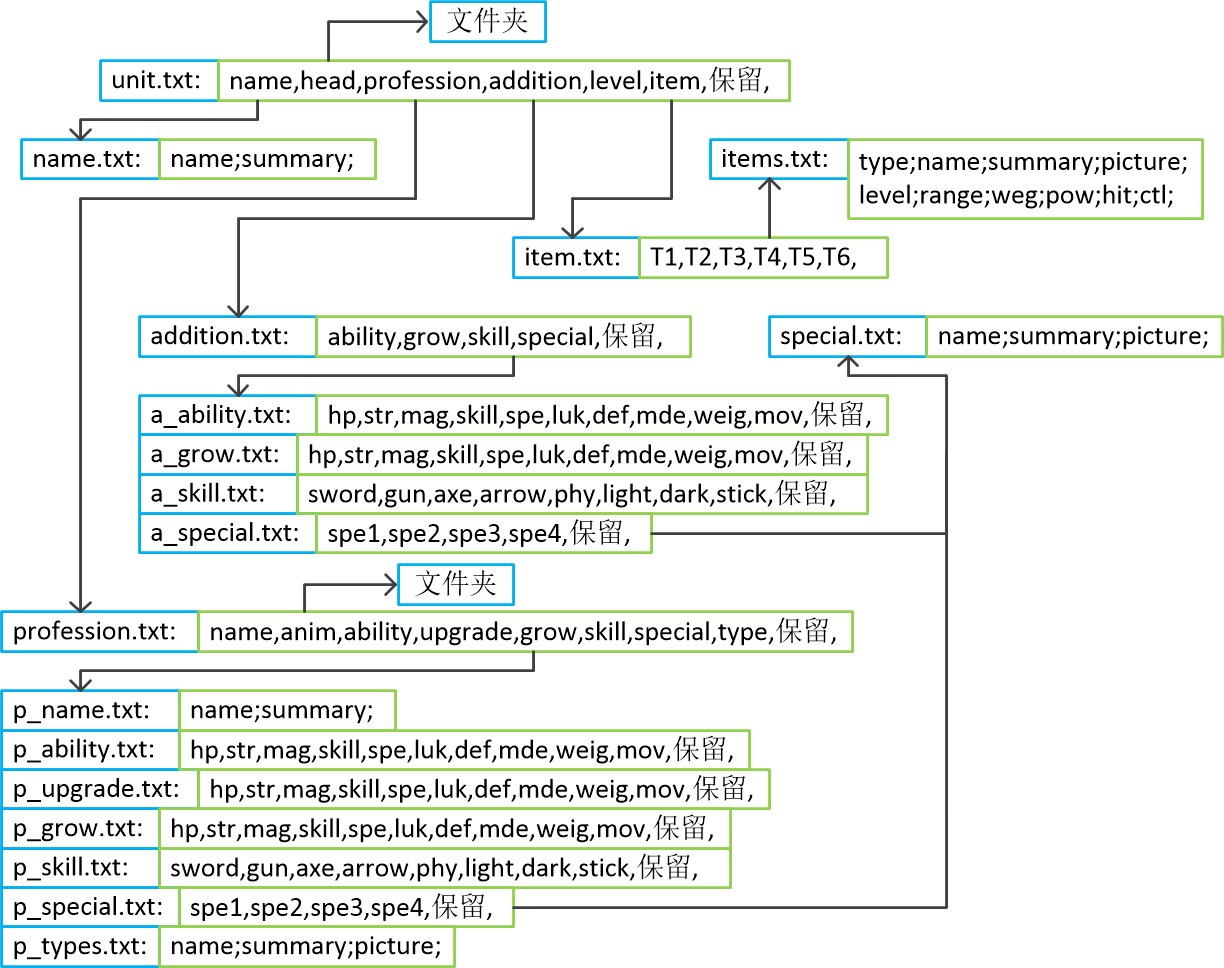 文件夹
unit.txt: name,head,profession,addition,level,item,保留,
name.txt: name;summary;
items.txt: type;name;summary;picture;
level;range;weg;pow;hit;ctl;
item.txt: T1,T2,T3,T4,T5,T6,
addition.txt: ability,grow,skill,special,保留,
special.txt: name;summary;picture;
a_ability.txt: hp,str,mag,skill,spe,luk,def,mde,weig,mov,保留,
a_grow.txt: hp,str,mag,skill,spe,luk,def,mde,weig,mov,保留,
a_skill.txt: sword,gun,axe,arrow,phy,light,dark,stick,保留,
a_special.txt: spe1,spe2,spe3,spe4,保留,
文件夹
profession.txt: name,anim,ability,upgrade,grow,skill,special,type,保留,
p_name.txt: name;summary;
p_ability.txt: hp,str,mag,skill,spe,luk,def,mde,weig,mov,保留,
p_upgrade.txt: hp,str,mag,skill,spe,luk,def,mde,weig,mov,保留,
p_grow.txt: hp,str,mag,skill,spe,luk,def,mde,weig,mov,保留,
p_skill.txt: sword,gun,axe,arrow,phy,light,dark,stick,保留,
p_special.txt: spe1,spe2,spe3,spe4,保留,
p_types.txt: name;summary;picture;